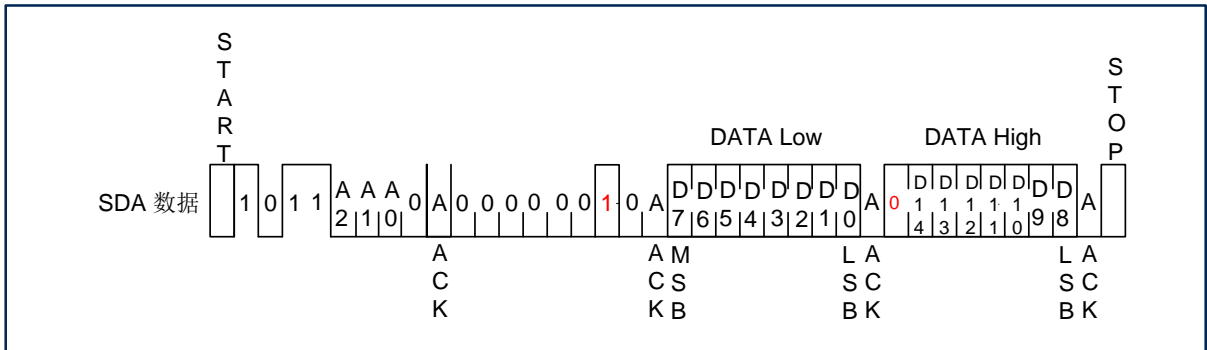 START
STOP
DATA Low
DATA High
SDA 数据
1 0 1 1 A2 A1 A0 0 A 0 0 0 0 0 0 1 0 A D7 D6 D5 D4 D3 D2 D1 D0 A 0 D14 D13 D12 D11 D10 D9 D8 A
ACK
ACK
MSB
LSB
ACK
LSB
ACK